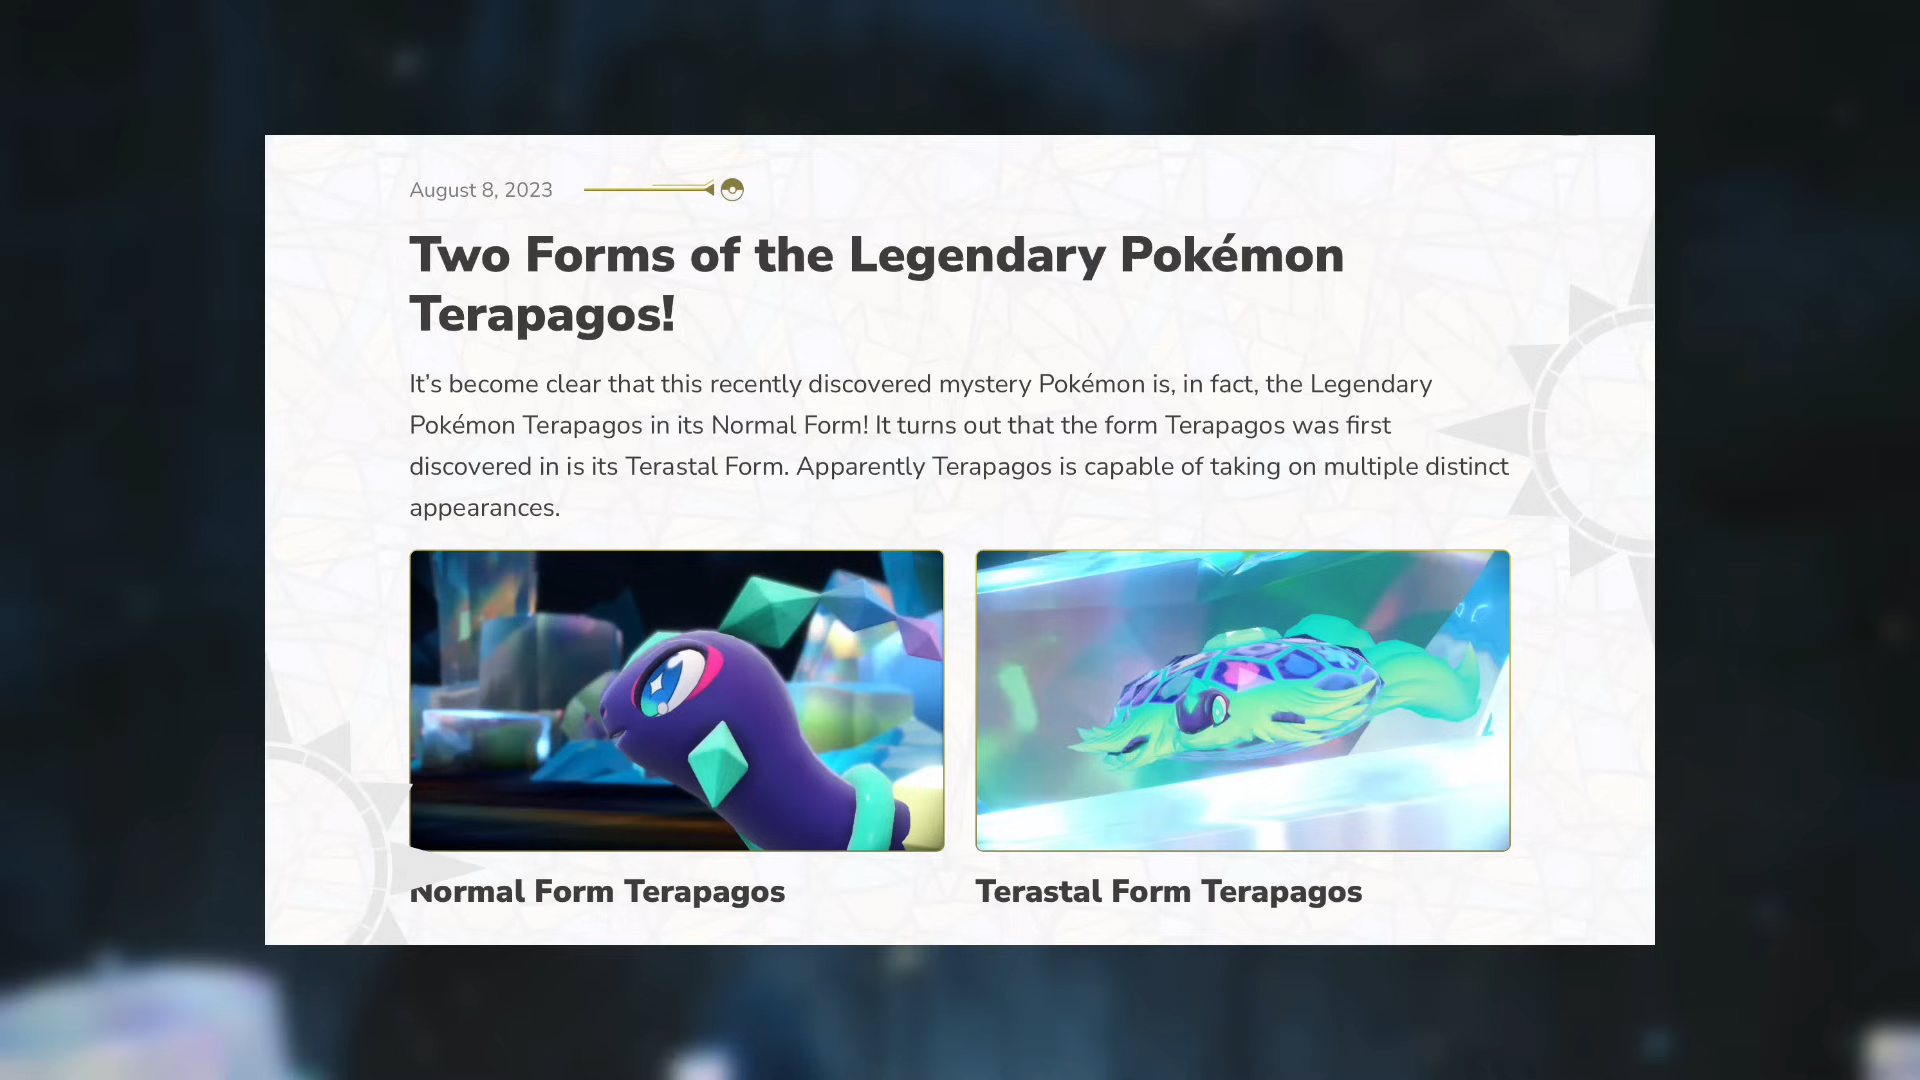 August 8, 2023
Two Forms of the Legendary Pokémon
Terapagos!
It’s become clear that this recently discovered mystery Pokémon is, in fact, the Legendary
Pokémon Terapagos in its Normal Form! It turns out that the form Terapagos was first
discovered in is its Terastal Form. Apparently Terapagos is capable of taking on multiple distinct
appearances.
Normal Form Terapagos
Terastal Form Terapagos